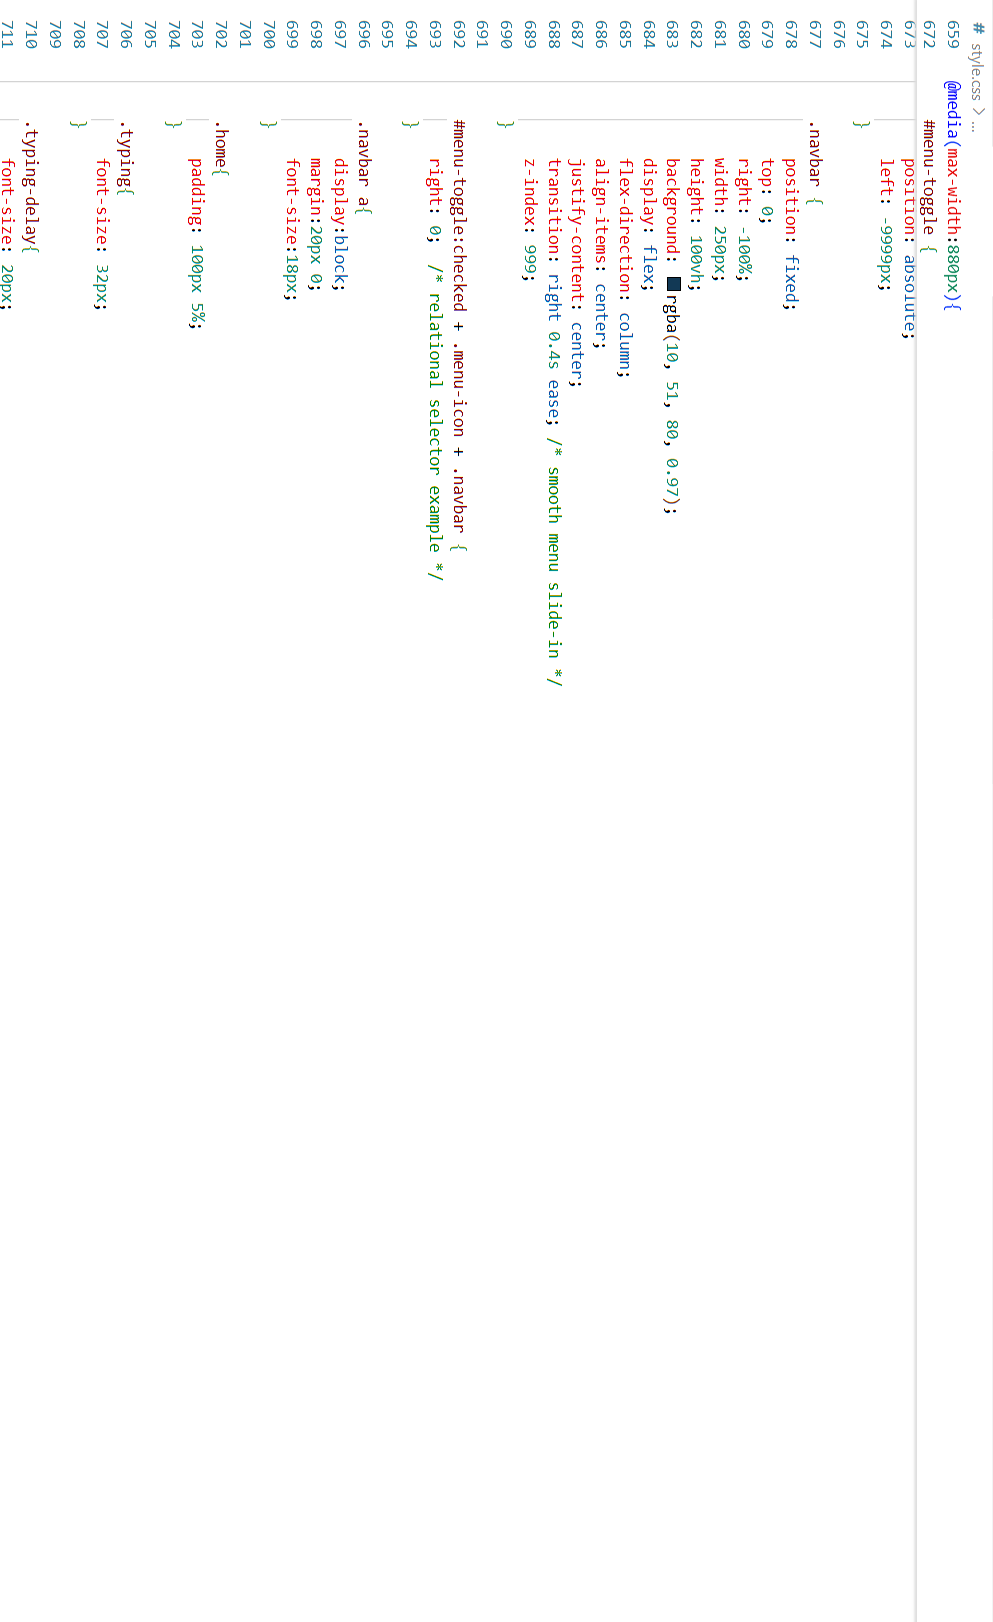 # style.css > ...
659 @media(max-width:880px){
672 #menu-toggle {
673 position: absolute;
674 left: -9999px;
675 }
676
677 .navbar {
678 position: fixed;
679 top: 0;
680 right: -100%;
681 width: 250px;
682 height: 100vh;
683 background: rgba(10, 51, 80, 0.97);
684 display: flex;
685 flex-direction: column;
686 align-items: center;
687 justify-content: center;
688 transition: right 0.4s ease; /* smooth menu slide-in */
689 z-index: 999;
690 }
691
692 #menu-toggle:checked + .menu-icon + .navbar {
693 right: 0; /* relational selector example */
694 }
695
696 .navbar a{
697 display:block;
698 margin:20px 0;
699 font-size:18px;
700 }
701
702 .home{
703 padding: 100px 5%;
704 }
705
706 .typing{
707 font-size: 32px;
708 }
709
710 .typing-delay{
711 font-size: 20px;